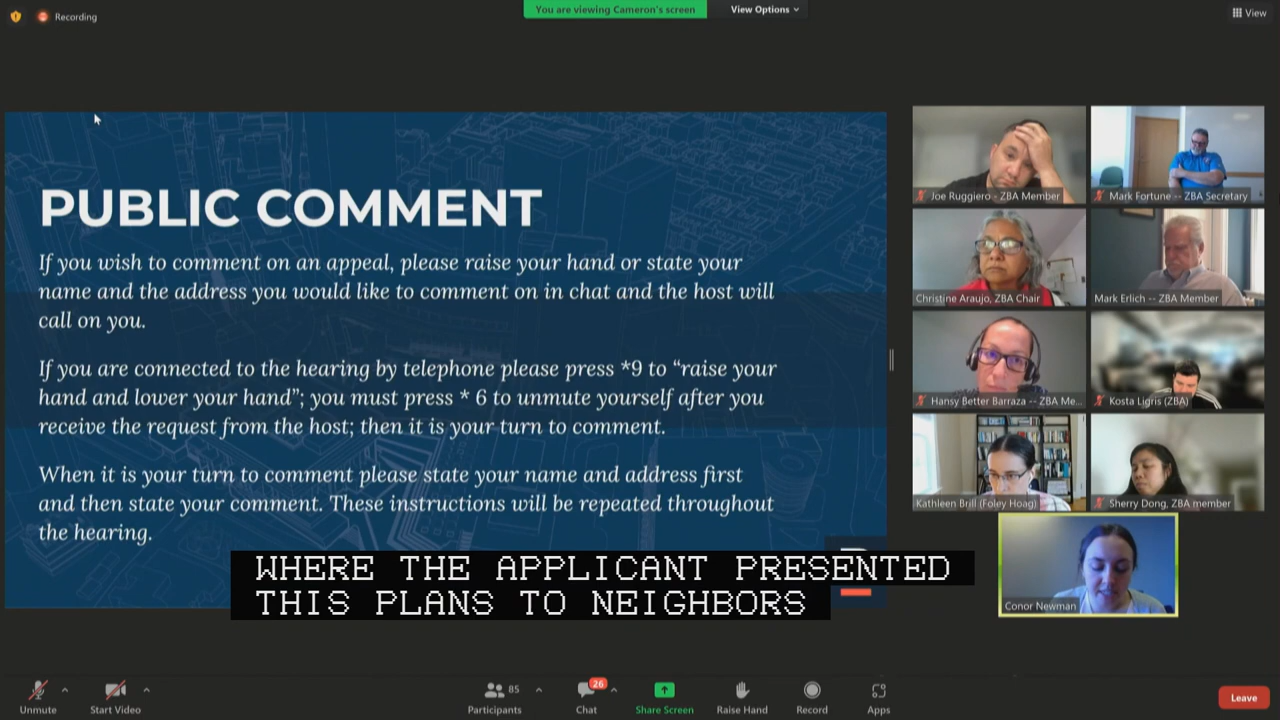 Recording
You are viewing Cameron's screen
View Options
View
PUBLIC COMMENT
If you wish to comment on an appeal, please raise your hand or state your
name and the address you would like to comment on in chat and the host will
call on you.
If you are connected to the hearing by telephone please press *9 to “raise your
hand and lower your hand”; you must press * 6 to unmute yourself after you
receive the request from the host; then it is your turn to comment.
When it is your turn to comment please state your name and address first
and then state your comment. These instructions will be repeated throughout
the hearing.
WHERE THE APPLICANT PRESENTED
THIS PLANS TO NEIGHBORS
Joe Ruggiero - ZBA Member
Mark Fortune -- ZBA Secretary
Christine Araujo, ZBA Chair
Mark Erlich -- ZBA Member
Hansy Better Barraza -- ZBA Me...
Kosta Ligris (ZBA)
Kathleen Brill (Foley Hoag)
Sherry Dong, ZBA member
Conor Newman
Unmute
Start Video
85
Participants
26
Chat
Share Screen
Raise Hand
Record
Apps
Leave